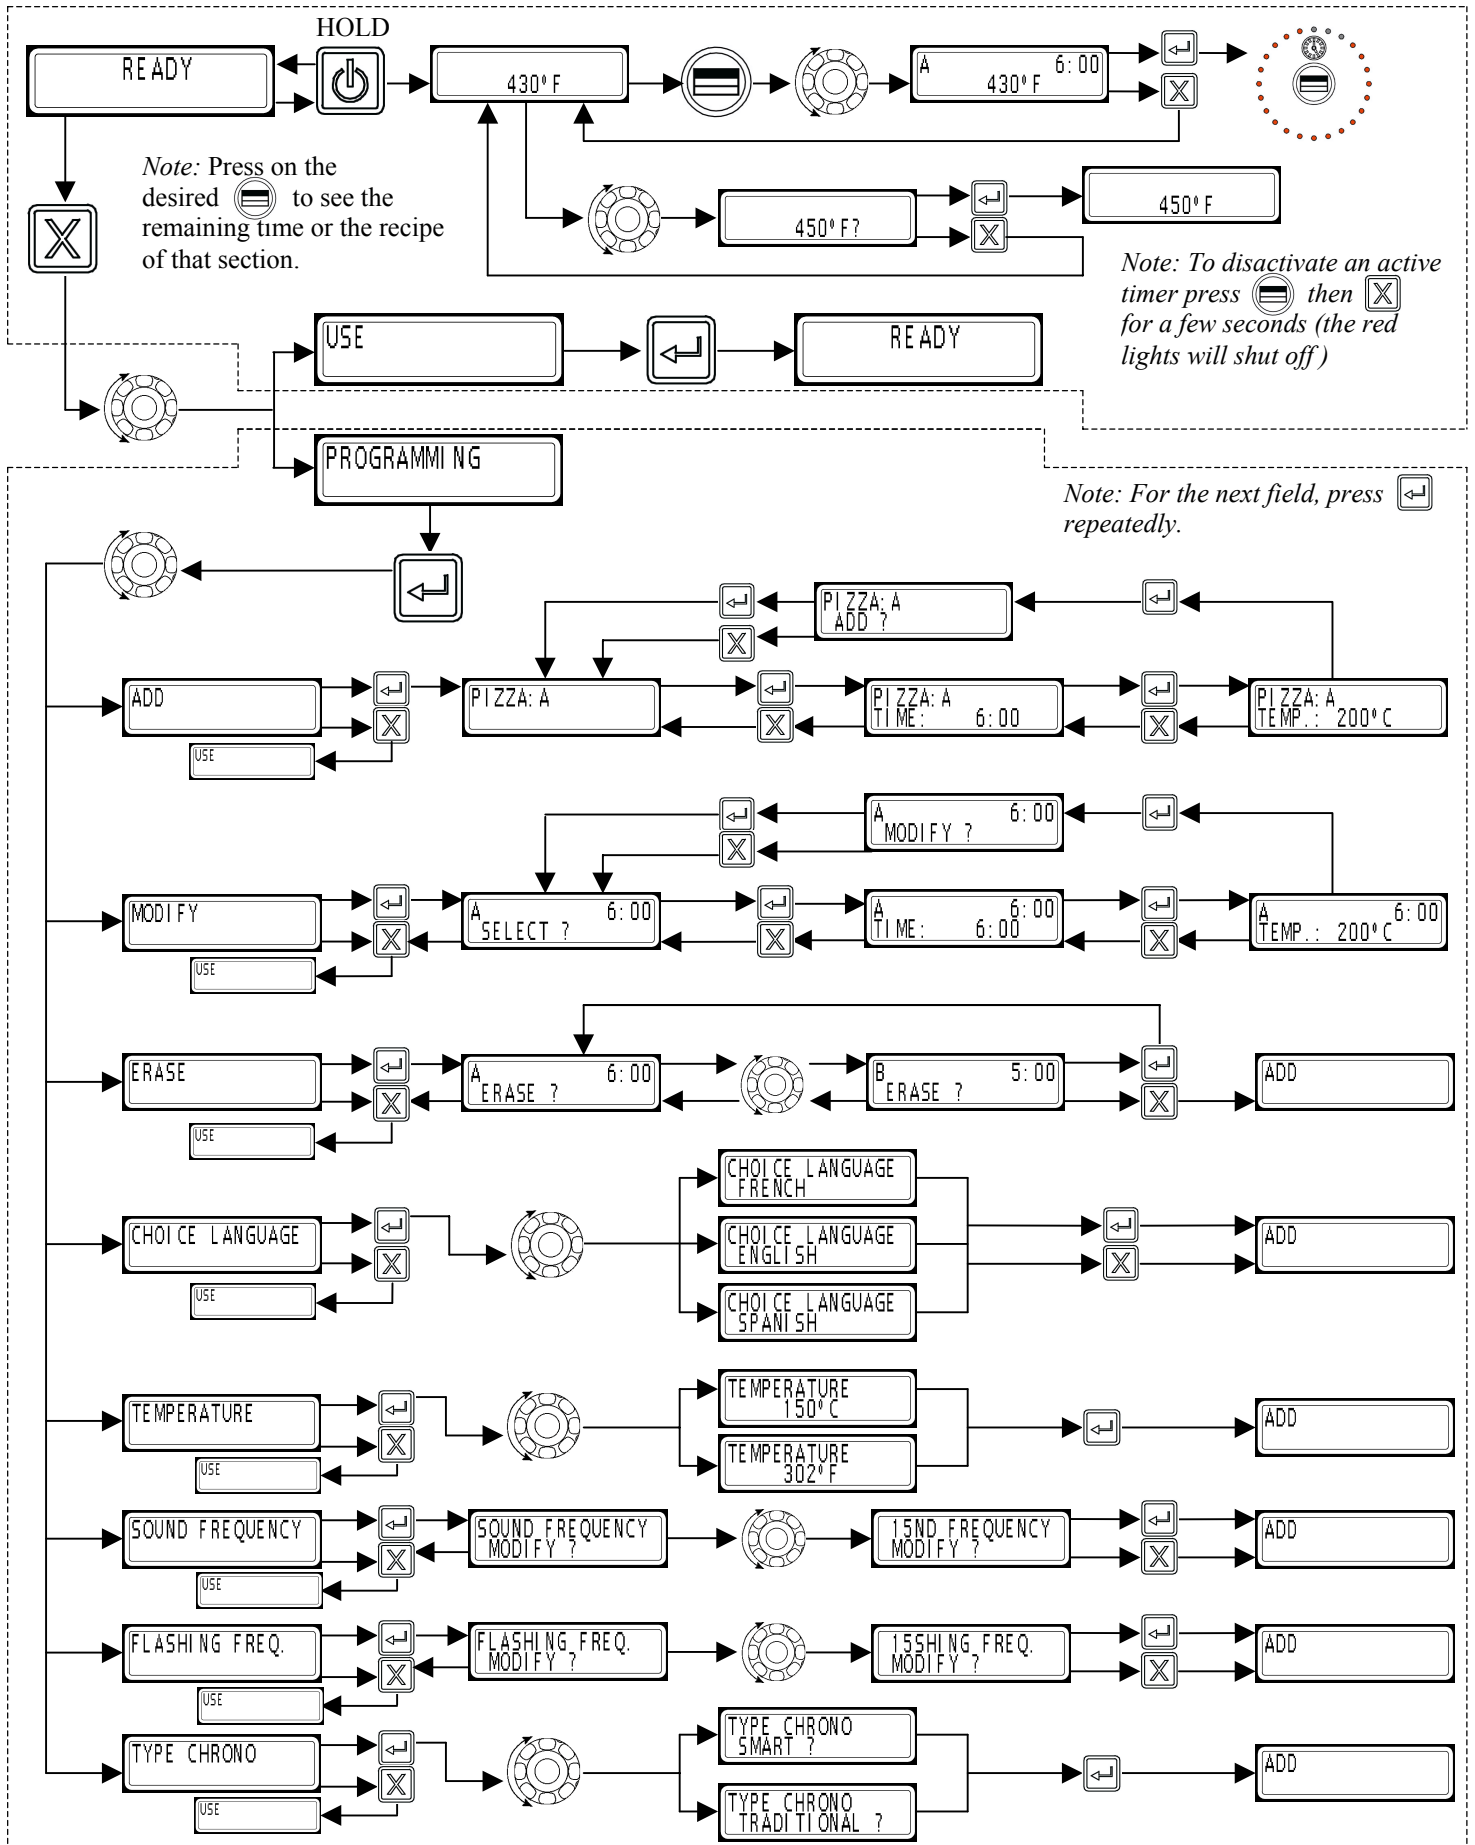 HOLD
READY
430°F
A 6:00
430°F
Note: Press on the
desired to see the
remaining time or the recipe
of that section.
450°F?
450°F
Note: To disactivate an active
timer press then X
for a few seconds (the red
lights will shut off )
X
X
X
USE
READY
PROGRAMMING
Note: For the next field, press
repeatedly.
PIZZA: A
ADD ?
X
ADD
X
PIZZA: A
X
PIZZA: A
TIME: 6:00
X
PIZZA: A
TEMP.: 200°C
USE
A 6:00
MODIFY ?
X
MODIFY
X
A 6:00
SELECT ?
X
A 6:00
TIME: 6:00
X
A 6:00
TEMP.: 200°C
USE
ERASE
X
A 6:00
ERASE ?
B 5:00
ERASE ?
X
ADD
USE
CHOICE LANGUAGE
FRENCH
CHOICE LANGUAGE
X
CHOICE LANGUAGE
ENGLISH
X
ADD
USE
CHOICE LANGUAGE
SPANISH
TEMPERATURE
X
TEMPERATURE
150°C
TEMPERATURE
302°F
ADD
USE
SOUND FREQUENCY
X
SOUND FREQUENCY
MODIFY ?
15ND FREQUENCY
MODIFY ?
X
ADD
USE
FLASHING FREQ.
X
FLASHING FREQ.
MODIFY ?
15SHING FREQ.
MODIFY ?
X
ADD
USE
TYPE CHRONO
SMART ?
TYPE CHRONO
X
ADD
USE
TYPE CHRONO
TRADITIONAL ?